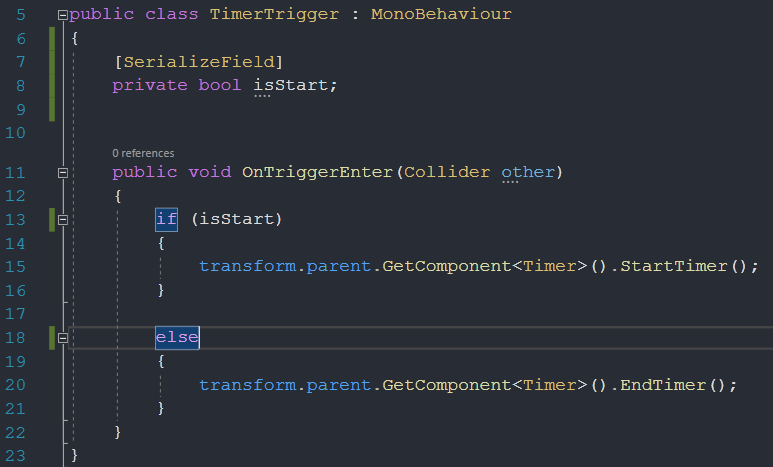 5 public class TimerTrigger : MonoBehaviour
6 {
7 [SerializeField]
8 private bool isStart;
9
10
0 references
11 public void OnTriggerEnter(Collider other)
12 {
13 if (isStart)
14 {
15 transform.parent.GetComponent<Timer>().StartTimer();
16 }
17
18 else
19 {
20 transform.parent.GetComponent<Timer>().EndTimer();
21 }
22 }
23 }